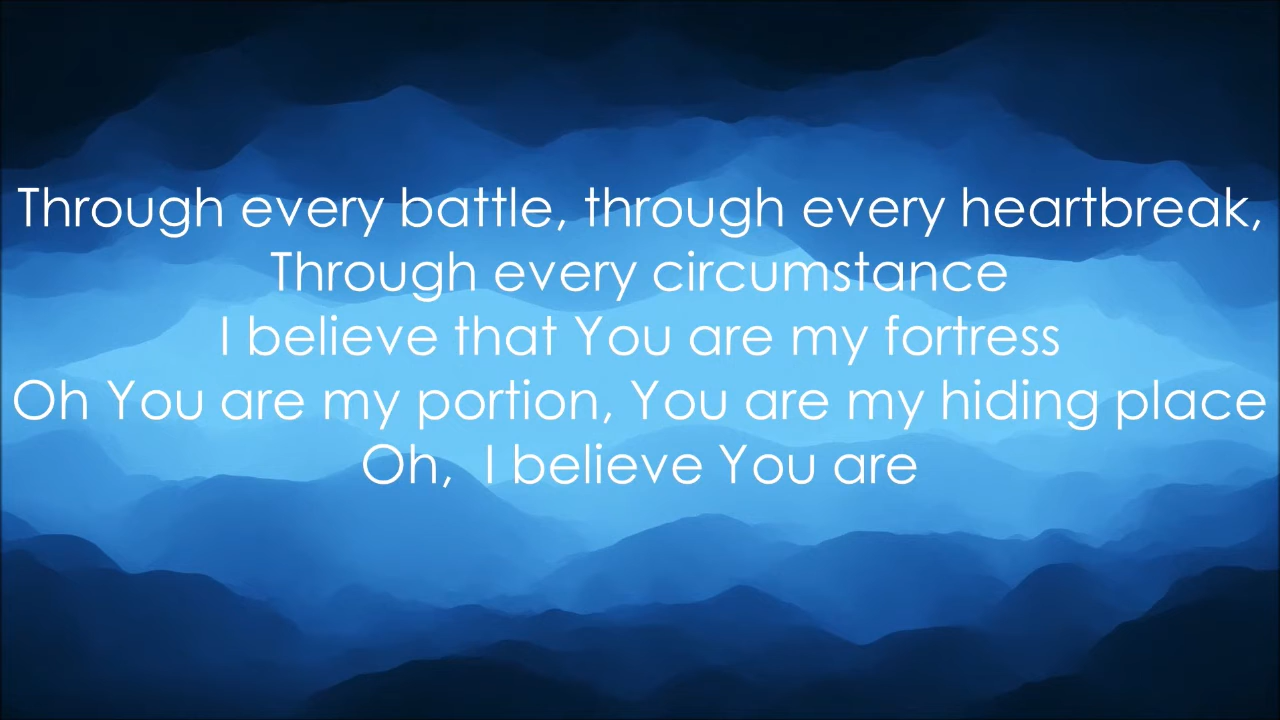 Through every battle, through every heartbreak,
Through every circumstance
I believe that You are my fortress
Oh You are my portion, You are my hiding place
Oh,  I believe You are